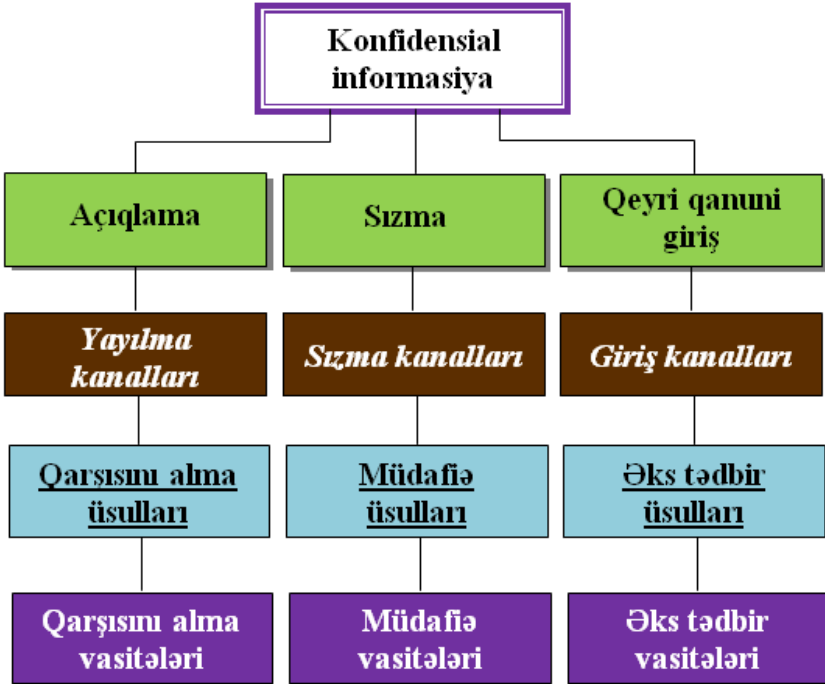 Konfidensial
informasiya
Açıqlama
Sızma
Qeyri qanuni
giriş
Yayılma
kanalları
Sızma kanalları
Giriş kanalları
Qarşısını alma
üsulları
Müdafiə
üsulları
Əks tədbir
üsulları
Qarşısını alma
vasitələri
Müdafiə
vasitələri
Əks tədbir
vasitələri